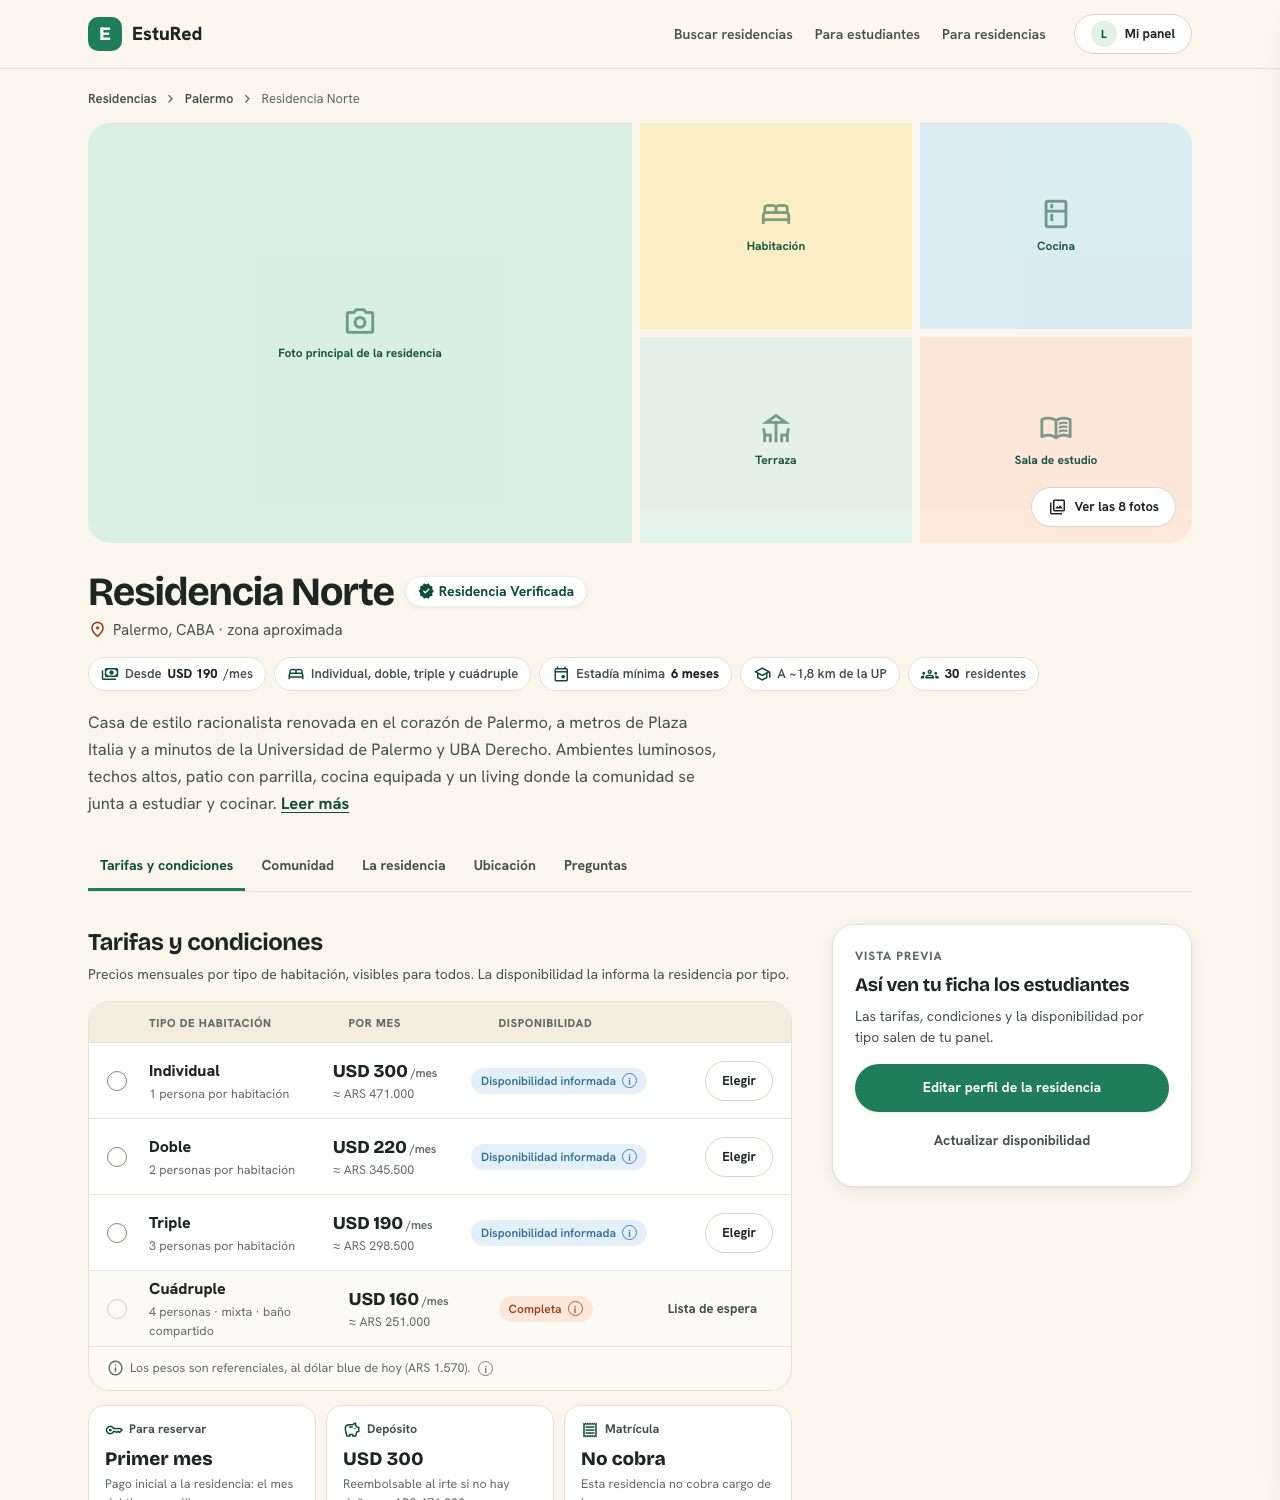 E EstuRed
Buscar residencias Para estudiantes Para residencias L Mi panel
Residencias > Palermo > Residencia Norte
Habitación
Cocina
Foto principal de la residencia
Terraza
Sala de estudio
Ver las 8 fotos
Residencia Norte Residencia Verificada
Palermo, CABA · zona aproximada
Desde USD 190 /mes Individual, doble, triple y cuádruple Estadía mínima 6 meses A ~1,8 km de la UP 30 residentes
Casa de estilo racionalista renovada en el corazón de Palermo, a metros de Plaza
Italia y a minutos de la Universidad de Palermo y UBA Derecho. Ambientes luminosos,
techos altos, patio con parrilla, cocina equipada y un living donde la comunidad se
junta a estudiar y cocinar. Leer más
Tarifas y condiciones Comunidad La residencia Ubicación Preguntas
Tarifas y condiciones
Precios mensuales por tipo de habitación, visibles para todos. La disponibilidad la informa la residencia por tipo.
TIPO DE HABITACIÓN POR MES DISPONIBILIDAD
Individual USD 300 /mes Disponibilidad informada Elegir
1 persona por habitación ≈ ARS 471.000
Doble USD 220 /mes Disponibilidad informada Elegir
2 personas por habitación ≈ ARS 345.500
Triple USD 190 /mes Disponibilidad informada Elegir
3 personas por habitación ≈ ARS 298.500
Cuádruple USD 160 /mes Completa Lista de espera
4 personas · mixta · baño ≈ ARS 251.000
compartido
Los pesos son referenciales, al dólar blue de hoy (ARS 1.570).
VISTA PREVIA
Así ven tu ficha los estudiantes
Las tarifas, condiciones y la disponibilidad por
tipo salen de tu panel.
Editar perfil de la residencia
Actualizar disponibilidad
Para reservar
Primer mes
Pago inicial a la residencia: el mes
Depósito
USD 300
Reembolsable al irte si no hay
Matrícula
No cobra
Esta residencia no cobra cargo de